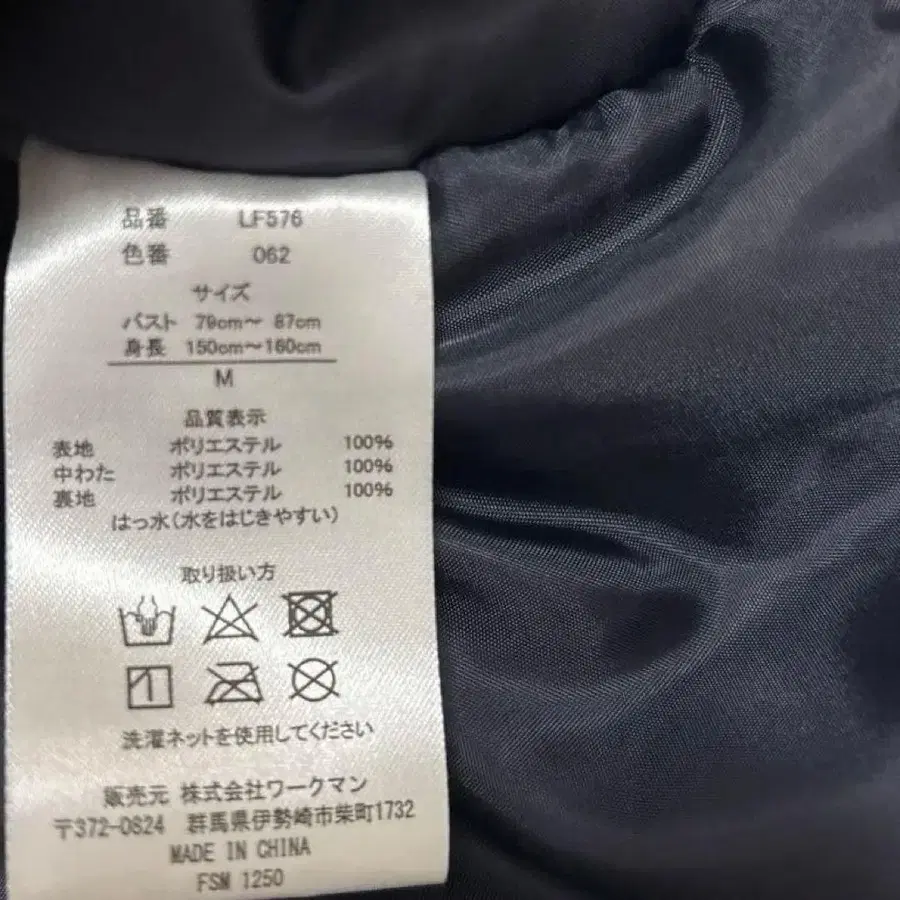 品番 LF576
色番 062
サイズ
バスト 79cm〜 87cm
身長 150cm〜160cm
M
品質表示
表地 ポリエステル 100%
中わた ポリエステル 100%
裏地 ポリエステル 100%
はっ水(水をはじきやすい)
取り扱い方
洗濯ネットを使用してください
販売元 株式会社ワークマン
〒372-0824 群馬県伊勢崎市柴町1732
MADE IN CHINA
FSM 1250